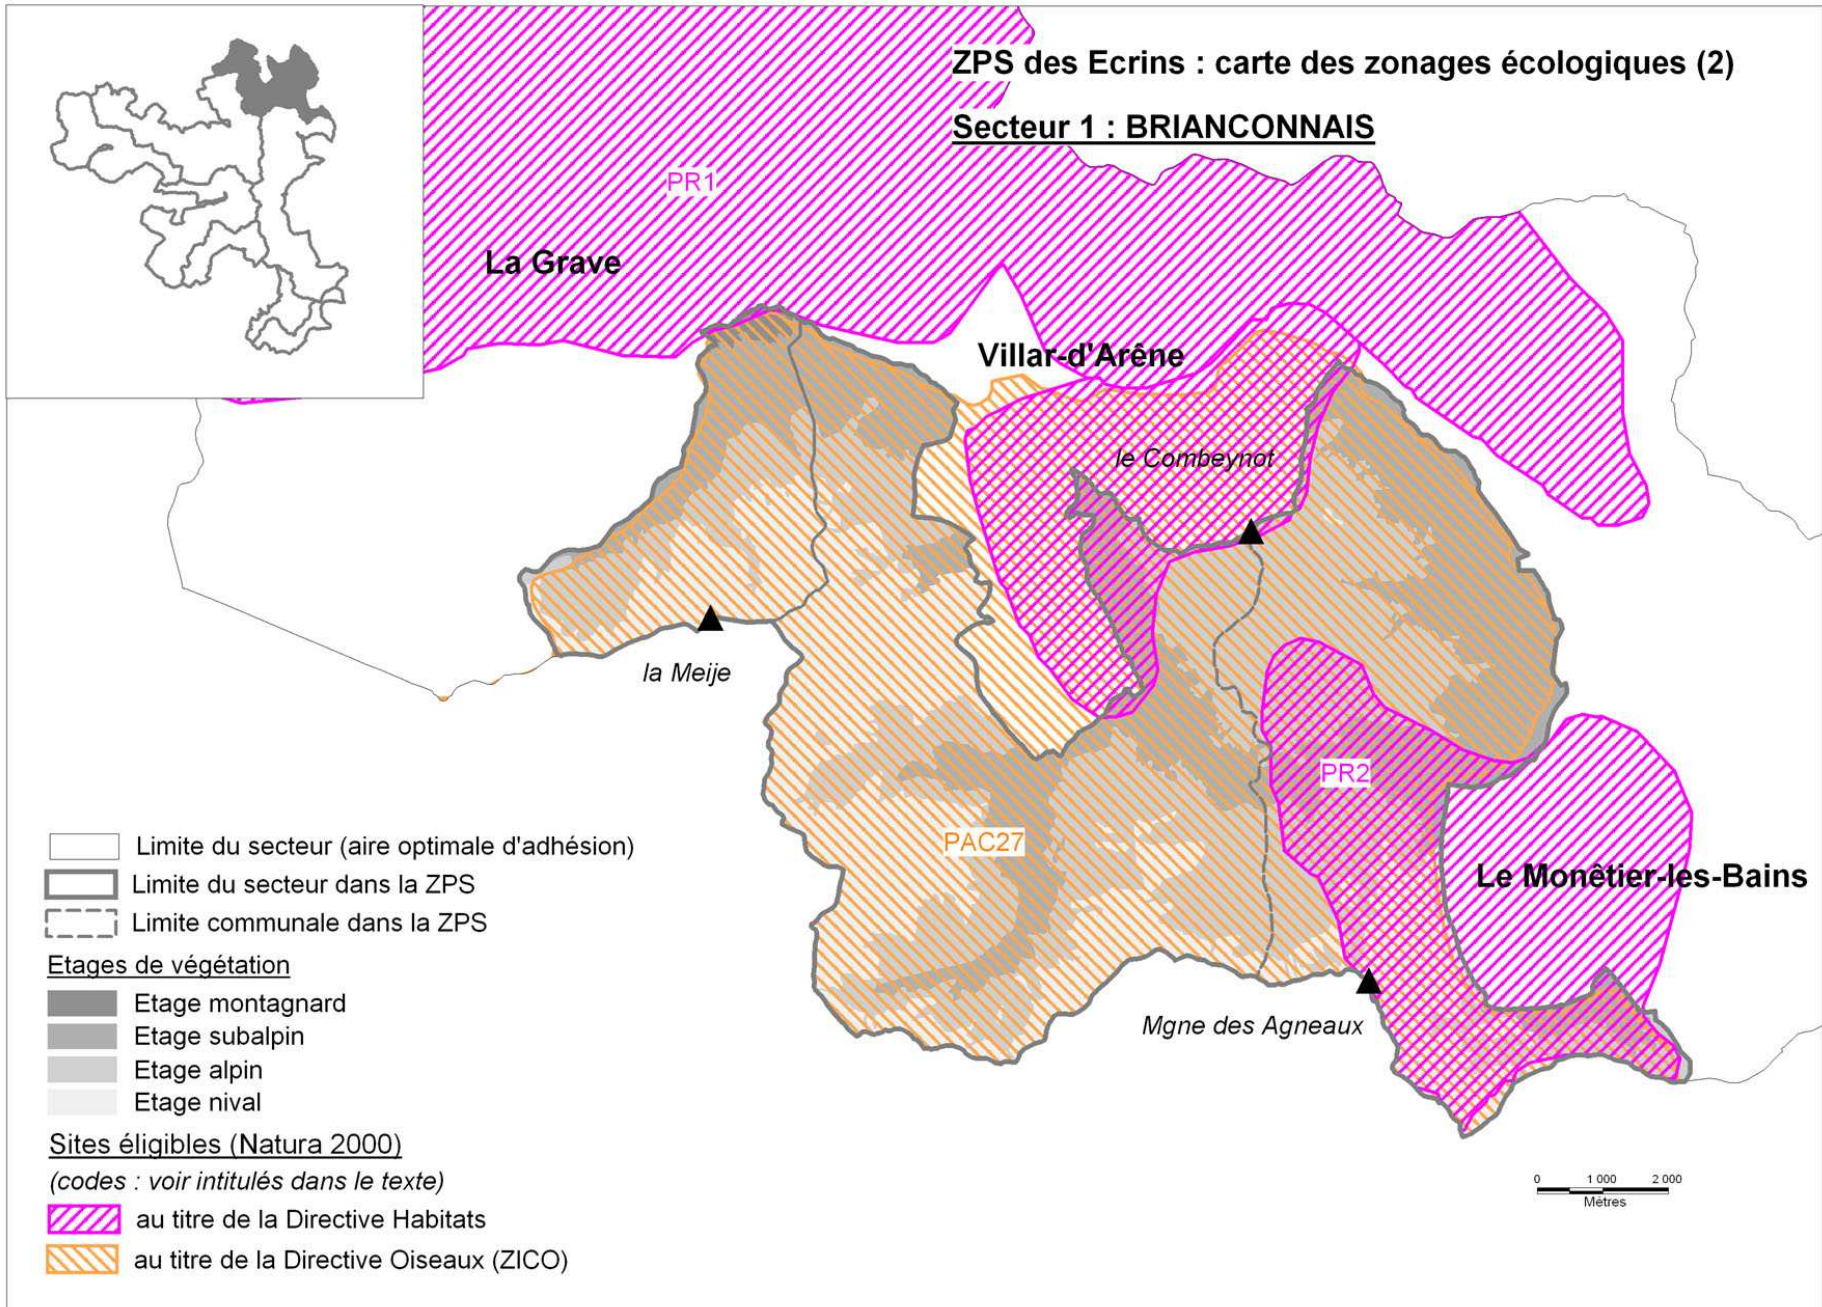 ZPS des Ecrins : carte des zonages écologiques (2)
Secteur 1 : BRIANCONNAIS
PR1
La Grave
Villar-d'Arêne
le Combeynot
la Meije
PR2
PAC27
Le Monêtier-les-Bains
Mgne des Agneaux
Limite du secteur (aire optimale d'adhésion)
Limite du secteur dans la ZPS
Limite communale dans la ZPS
Etages de végétation
Etage montagnard
Etage subalpin
Etage alpin
Etage nival
Sites éligibles (Natura 2000)
(codes : voir intitulés dans le texte)
au titre de la Directive Habitats
au titre de la Directive Oiseaux (ZICO)
0 1 000 2 000
Mètres